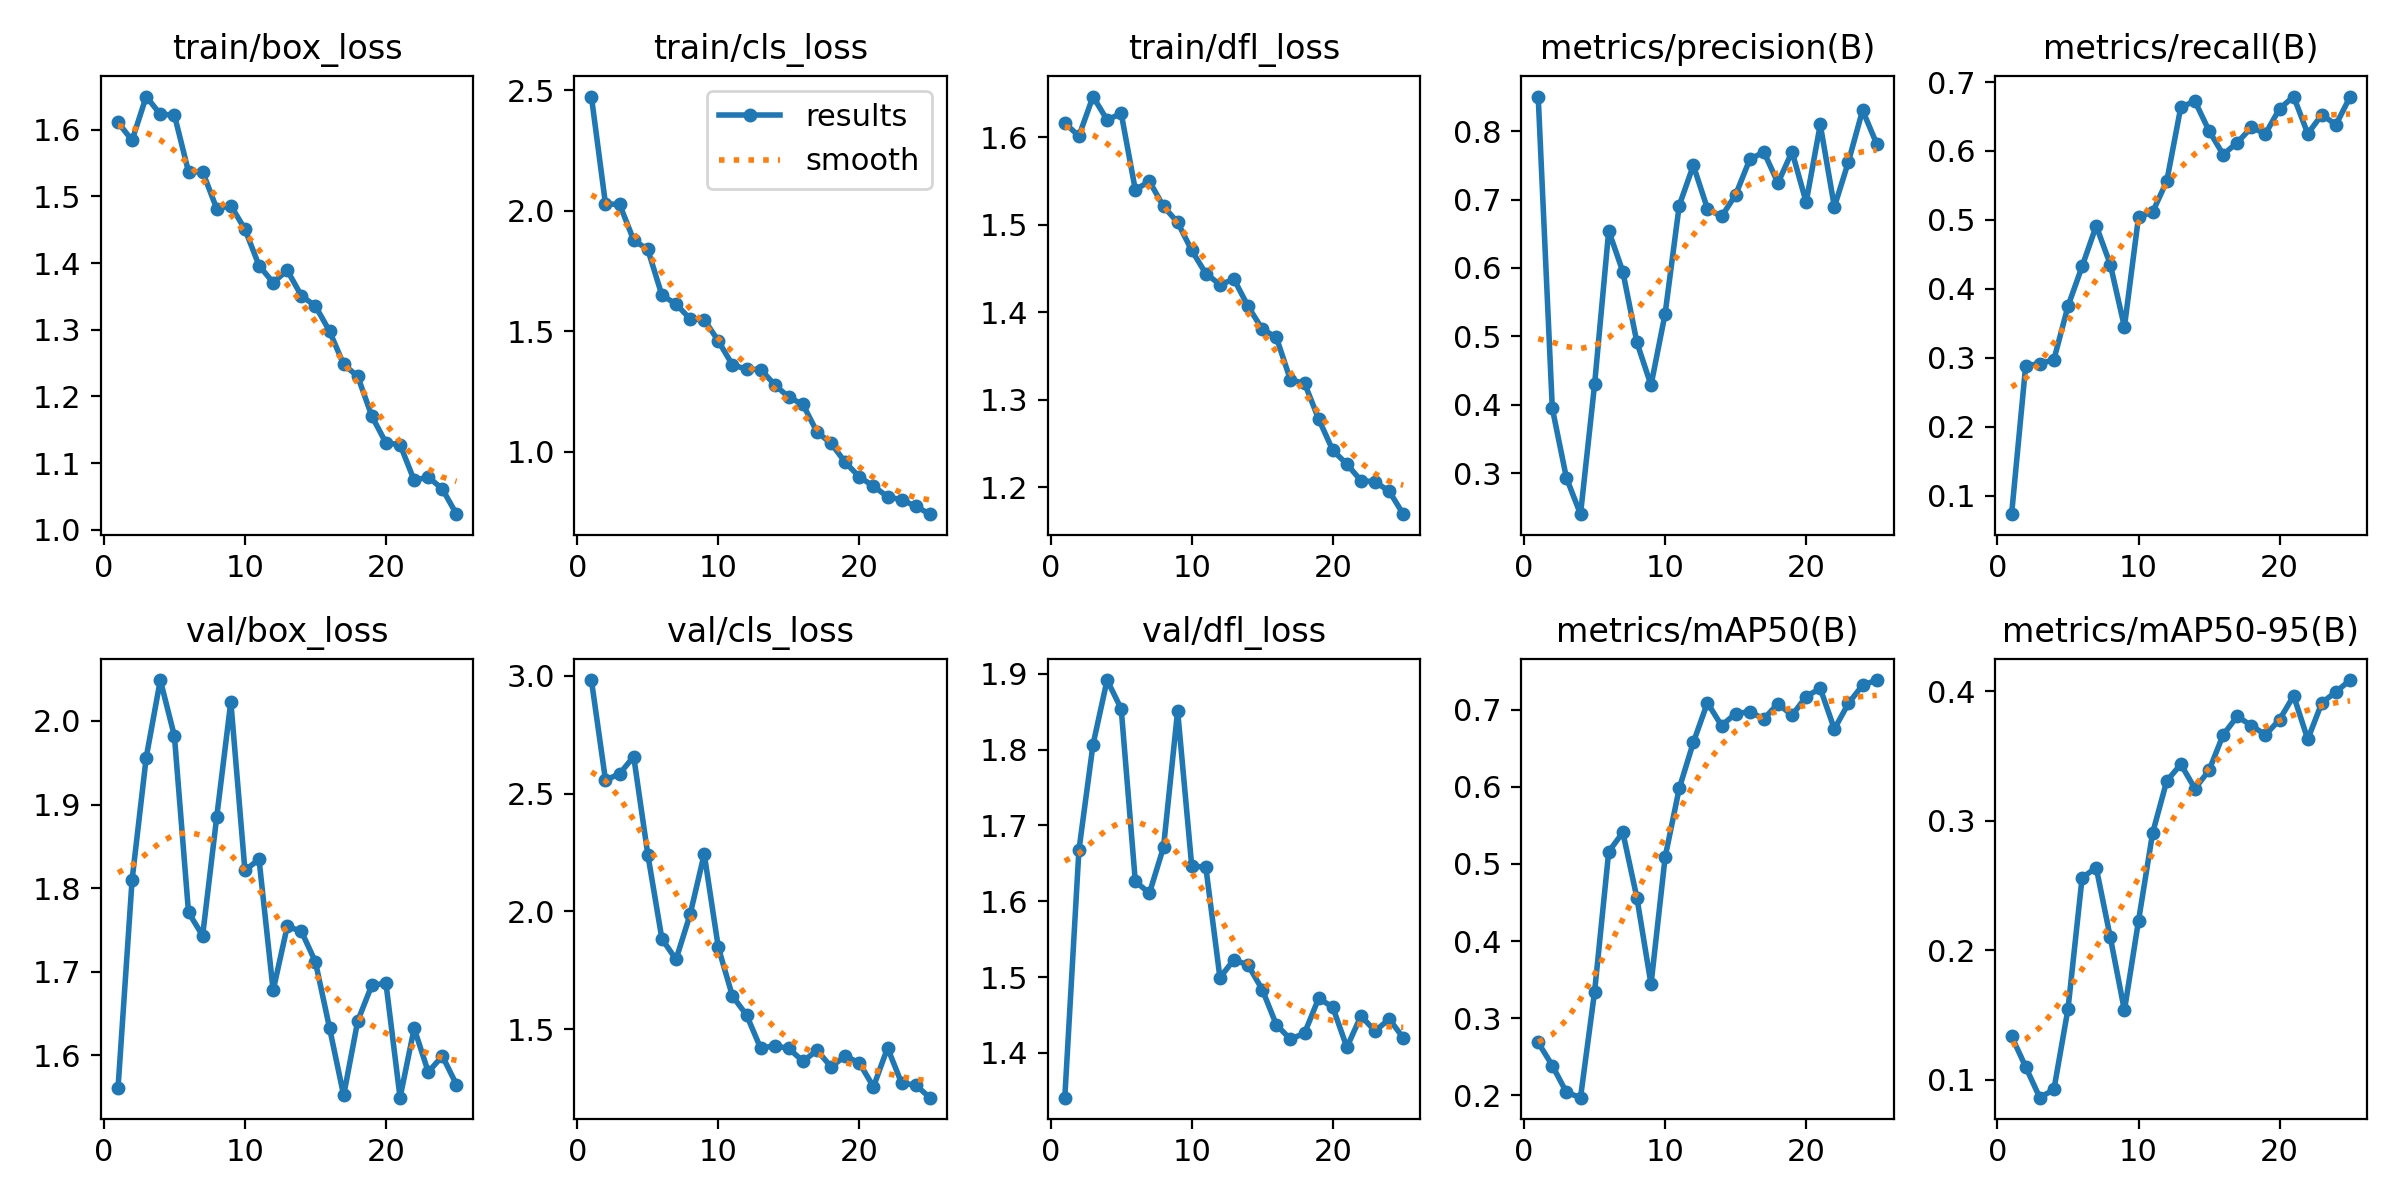 train/box_loss
1.6
1.5
1.4
1.3
1.2
1.1
1.0
0 10 20
train/cls_loss
results
smooth
2.5
2.0
1.5
1.0
0 10 20
train/dfl_loss
1.6
1.5
1.4
1.3
1.2
0 10 20
metrics/precision(B)
0.8
0.7
0.6
0.5
0.4
0.3
0 10 20
metrics/recall(B)
0.7
0.6
0.5
0.4
0.3
0.2
0.1
0 10 20
val/box_loss
2.0
1.9
1.8
1.7
1.6
0 10 20
val/cls_loss
3.0
2.5
2.0
1.5
0 10 20
val/dfl_loss
1.9
1.8
1.7
1.6
1.5
1.4
0 10 20
metrics/mAP50(B)
0.7
0.6
0.5
0.4
0.3
0.2
0 10 20
metrics/mAP50-95(B)
0.4
0.3
0.2
0.1
0 10 20